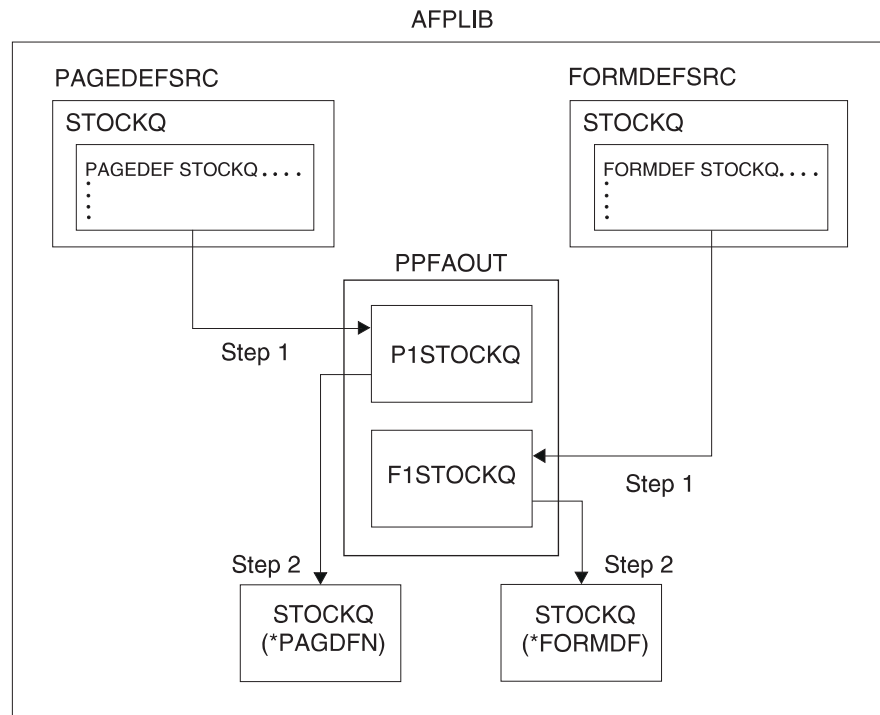 AFPLIB
PAGEDEFSRC
STOCKQ
PAGEDEF STOCKQ....
FORMDEFSRC
STOCKQ
FORMDEF STOCKQ....
PPFAOUT
P1STOCKQ
Step 1
F1STOCKQ
Step 1
Step 2
STOCKQ
(*PAGDFN)
Step 2
STOCKQ
(*FORMDF)